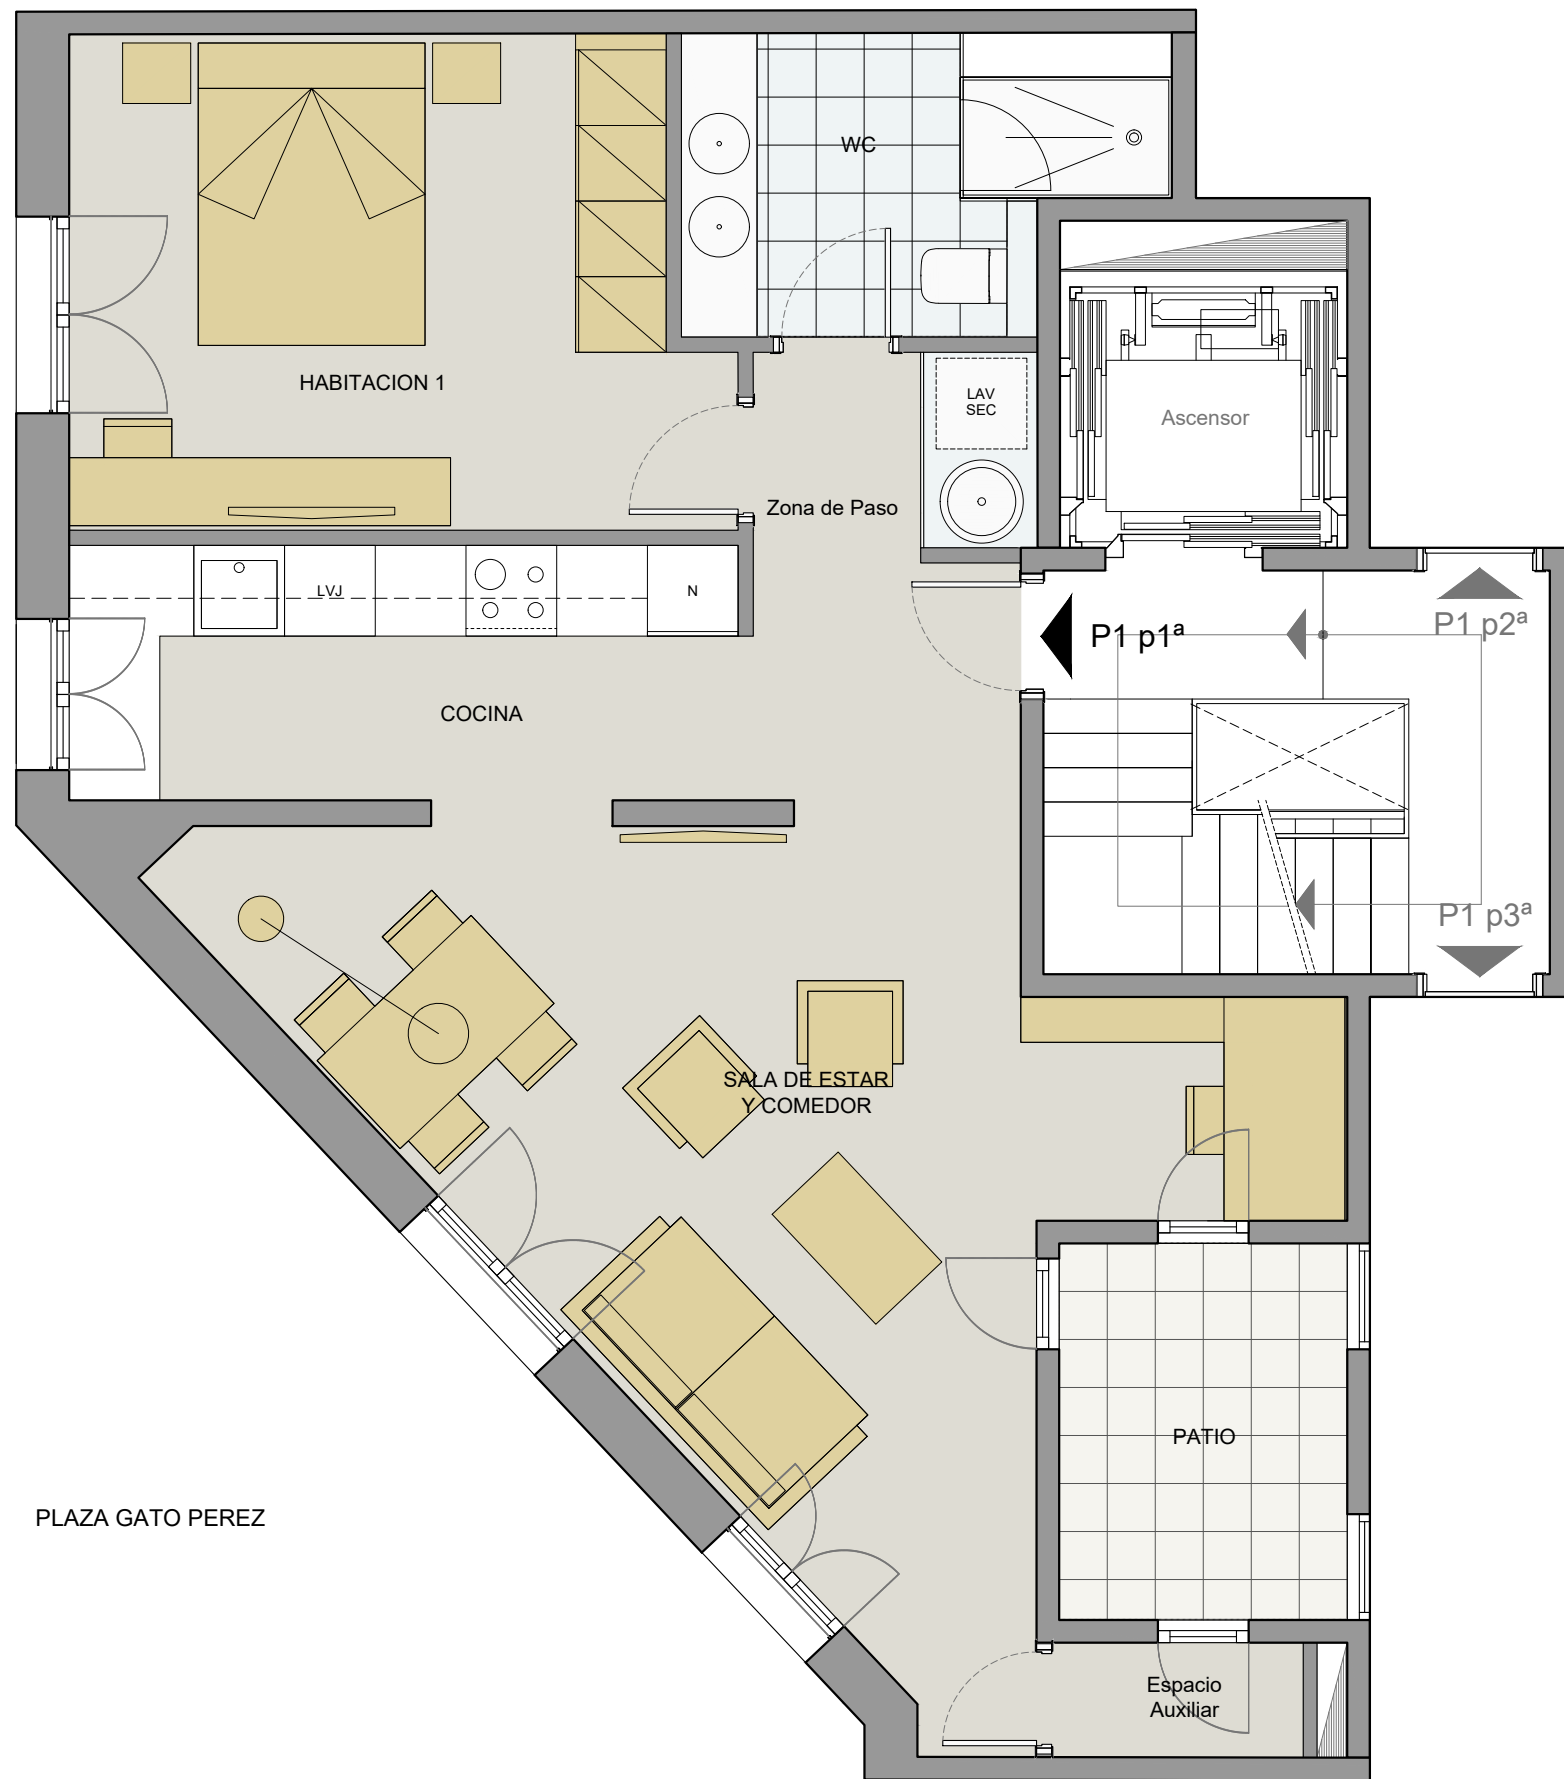 WC
HABITACION 1
LAV
SEC
Ascensor
Zona de Paso
LVJ
N
P1 p1ª
P1 p2ª
COCINA
P1 p3ª
SALA DE ESTAR
Y COMEDOR
PATIO
PLAZA GATO PEREZ
Espacio
Auxiliar